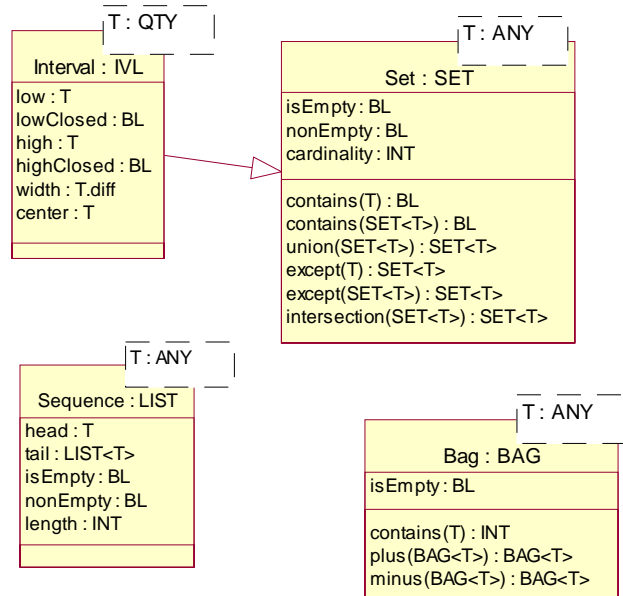 T : QTY
Interval : IVL
low : T
lowClosed : BL
high : T
highClosed : BL
width : T.diff
center : T
T : ANY
Set : SET
isEmpty : BL
nonEmpty : BL
cardinality : INT
contains(T) : BL
contains(SET<T>) : BL
union(SET<T>) : SET<T>
except(T) : SET<T>
except(SET<T>) : SET<T>
intersection(SET<T>) : SET<T>
T : ANY
Sequence : LIST
head : T
tail : LIST<T>
isEmpty : BL
nonEmpty : BL
length : INT
T : ANY
Bag : BAG
isEmpty : BL
contains(T) : INT
plus(BAG<T>) : BAG<T>
minus(BAG<T>) : BAG<T>